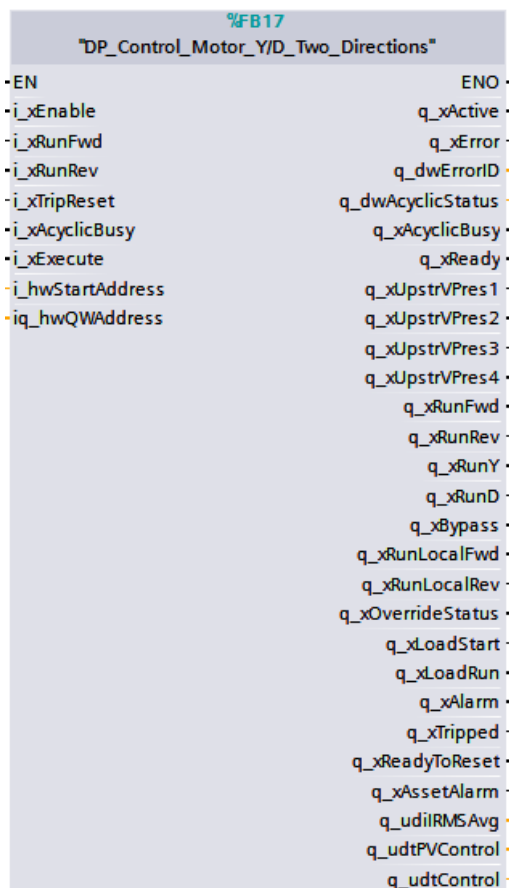 %FB17
"DP_Control_Motor_Y/D_Two_Directions"
EN ENO
i_xEnable q_xActive
i_xRunFwd q_xError
i_xRunRev q_dwErrorID
i_xTripReset q_dwAcyclicStatus
i_xAcyclicBusy q_xAcyclicBusy
i_xExecute q_xReady
i_hwStartAddress q_xUpstrVPres1
iq_hwQWAddress q_xUpstrVPres2
q_xUpstrVPres3
q_xUpstrVPres4
q_xRunFwd
q_xRunRev
q_xRunY
q_xRunD
q_xBypass
q_xRunLocalFwd
q_xRunLocalRev
q_xOverrideStatus
q_xLoadStart
q_xLoadRun
q_xAlarm
q_xTripped
q_xReadyToReset
q_xAssetAlarm
q_udiIRMSAvg
q_udtPVControl
q_udtControl